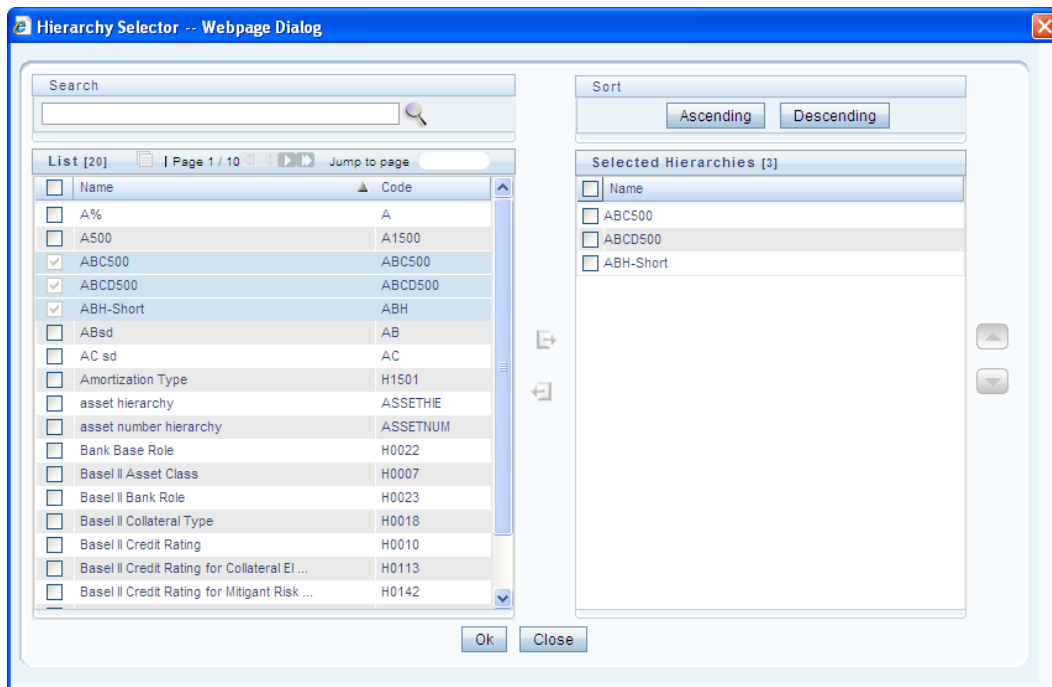 Hierarchy Selector -- Webpage Dialog
Search
List [20] | Page 1 / 10 Jump to page
Name Code
A% A
A500 A1500
ABC500 ABC500
ABCD500 ABCD500
ABH-Short ABH
ABsd AB
AC sd AC
Amortization Type H1501
asset hierarchy ASSETHIE
asset number hierarchy ASSETNUM
Bank Base Role H0022
Basel II Asset Class H0007
Basel II Bank Role H0023
Basel II Collateral Type H0018
Basel II Credit Rating H0010
Basel II Credit Rating for Collateral El ... H0113
Basel II Credit Rating for Mitigant Risk ... H0142
Sort
Ascending Descending
Selected Hierarchies [3]
Name
ABC500
ABCD500
ABH-Short
Ok Close